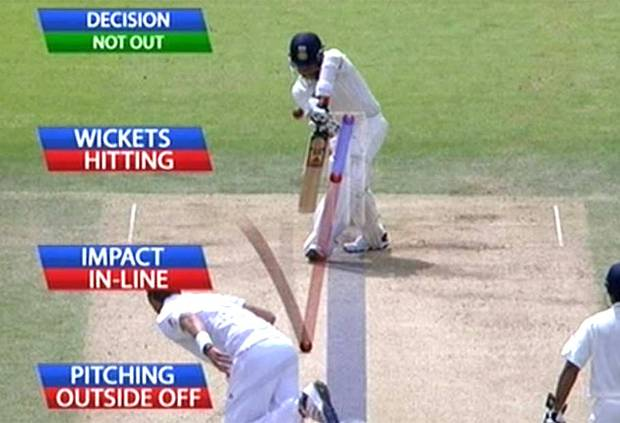 DECISION
NOT OUT
WICKETS
HITTING
IMPACT
IN-LINE
PITCHING
OUTSIDE OFF